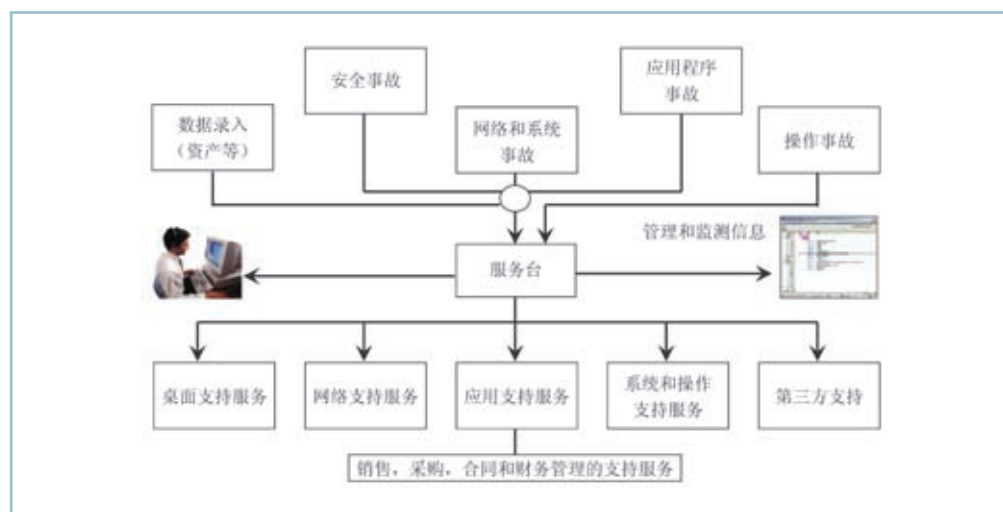 安全事故
应用程序
事故
数据录入
（资产等）
网络和系统
事故
操作事故
管理和监测信息
服务台
桌面支持服务
网络支持服务
应用支持服务
系统和操作
支持服务
第三方支持
销售，采购，合同和财务管理的支持服务